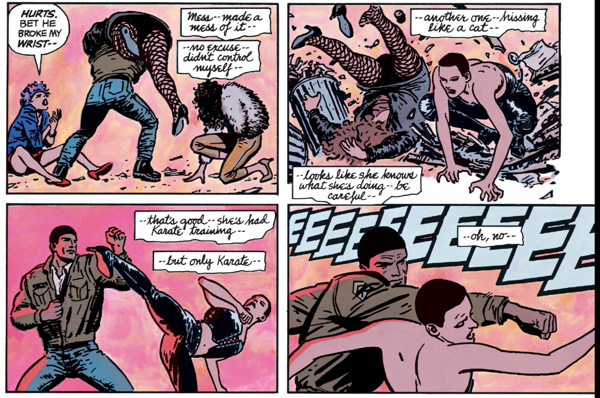 HURTS.
BET HE
BROKE MY
WRIST--
Mess--made a
mess of it--
--no excuse--
didn't control
myself--
--another one--hissing
like a cat--
--looks like she knows
what she's doing--be
careful--
--that's good--she's had
Karate training--
--but only Karate--
EEEEEEEE
--oh, no--